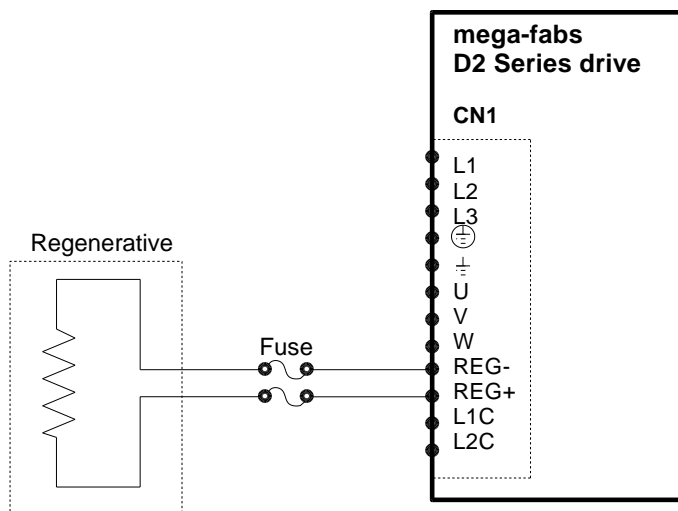 mega-fabs
D2 Series drive
CN1
L1
L2
L3
U
V
W
REG-
REG+
L1C
L2C
Regenerative
Fuse